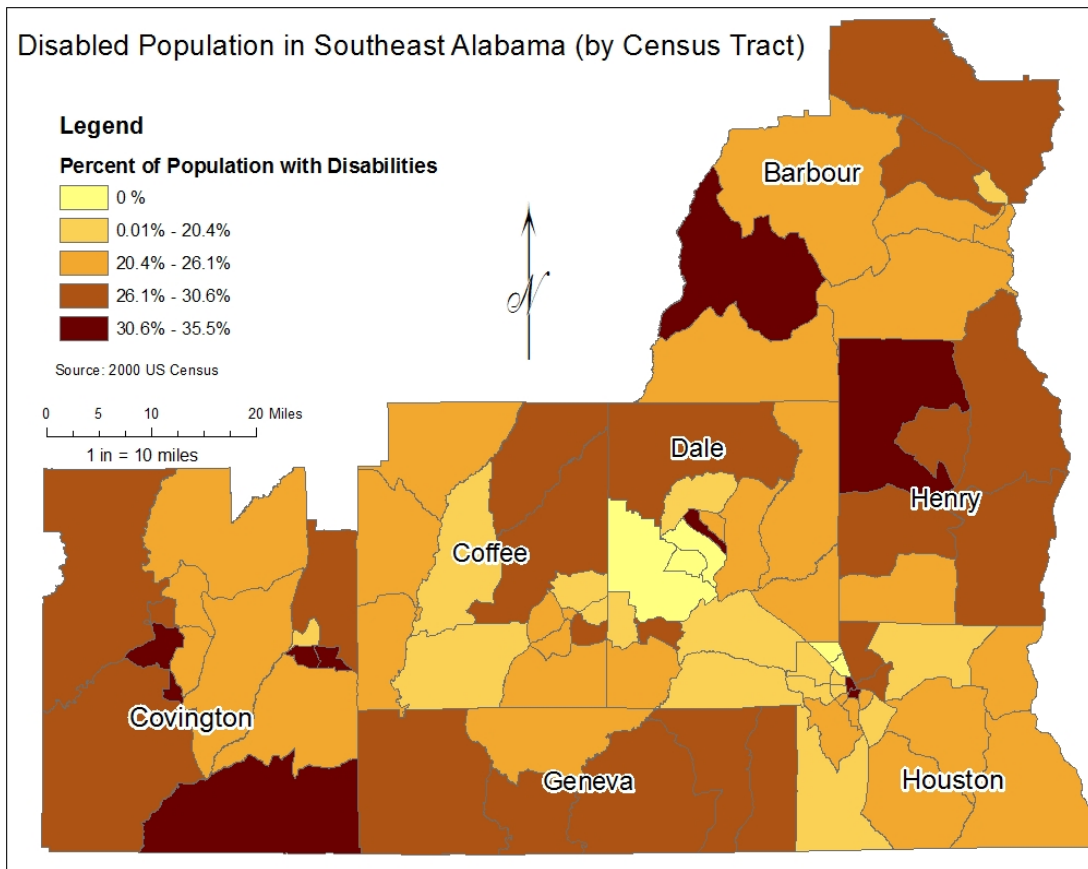 Disabled Population in Southeast Alabama (by Census Tract)
Legend
Percent of Population with Disabilities
0 %
0.01% - 20.4%
20.4% - 26.1%
26.1% - 30.6%
30.6% - 35.5%
Source: 2000 US Census
0 5 10 20 Miles
1 in = 10 miles
N
Barbour
Dale
Henry
Coffee
Covington
Geneva
Houston